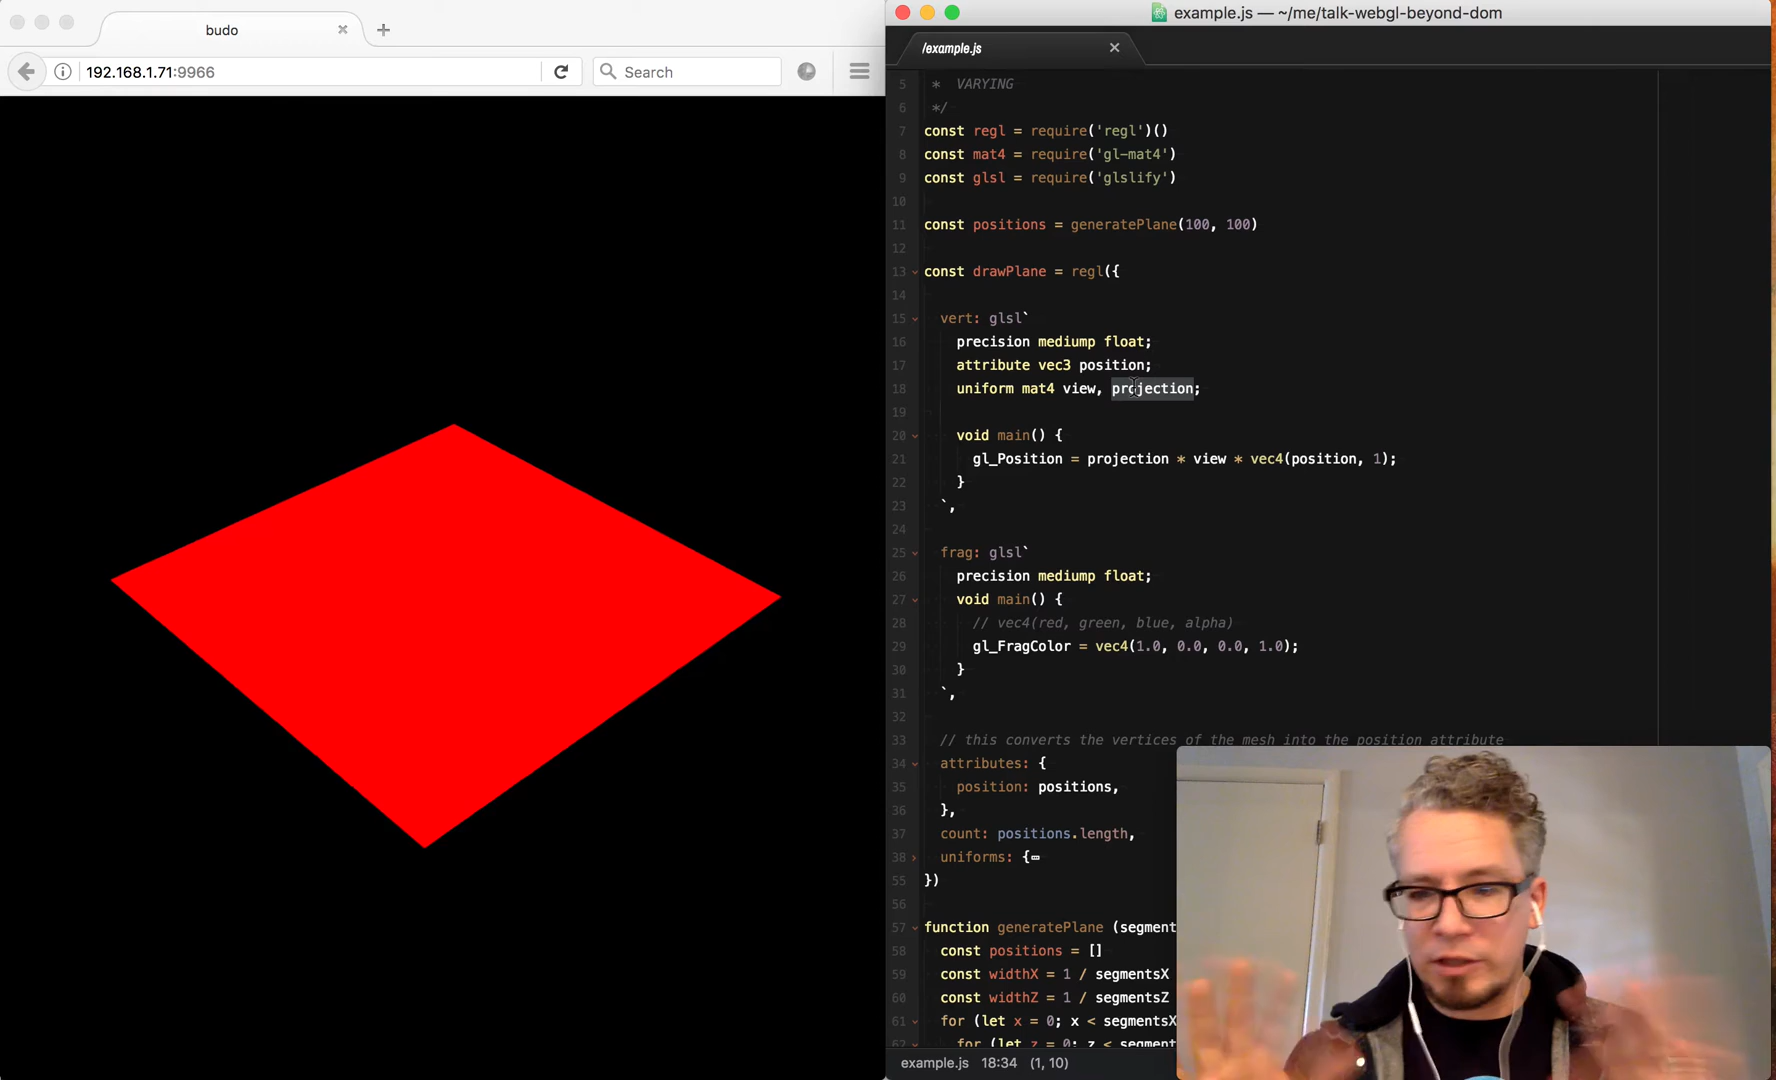 budo
192.168.1.71:9966
Search
example.js — ~/me/talk-webgl-beyond-dom
/example.js
5 * VARYING
6 */
7 const regl = require('regl')()
8 const mat4 = require('gl-mat4')
9 const glsl = require('glslify')
10
11 const positions = generatePlane(100, 100)
12
13 const drawPlane = regl({
14
15 vert: glsl`
16 precision mediump float;
17 attribute vec3 position;
18 uniform mat4 view, projection;
19
20 void main() {
21 gl_Position = projection * view * vec4(position, 1);
22 }
23 `,
24
25 frag: glsl`
26 precision mediump float;
27 void main() {
28 // vec4(red, green, blue, alpha)
29 gl_FragColor = vec4(1.0, 0.0, 0.0, 1.0);
30 }
31 `,
32
33 // this converts the vertices of the mesh into the position attribute
34 attributes: {
35 position: positions,
36 },
37 count: positions.length,
38 uniforms: {
55 })
56
57 function generatePlane (segment
58 const positions = []
59 const widthX = 1 / segmentsX
60 const widthZ = 1 / segmentsZ
61 for (let x = 0; x < segmentsX
62 for (let z = 0; z < segment
example.js 18:34 (1, 10)